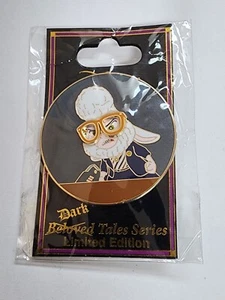 Dark
Beloved Tales Series
Limited Edition